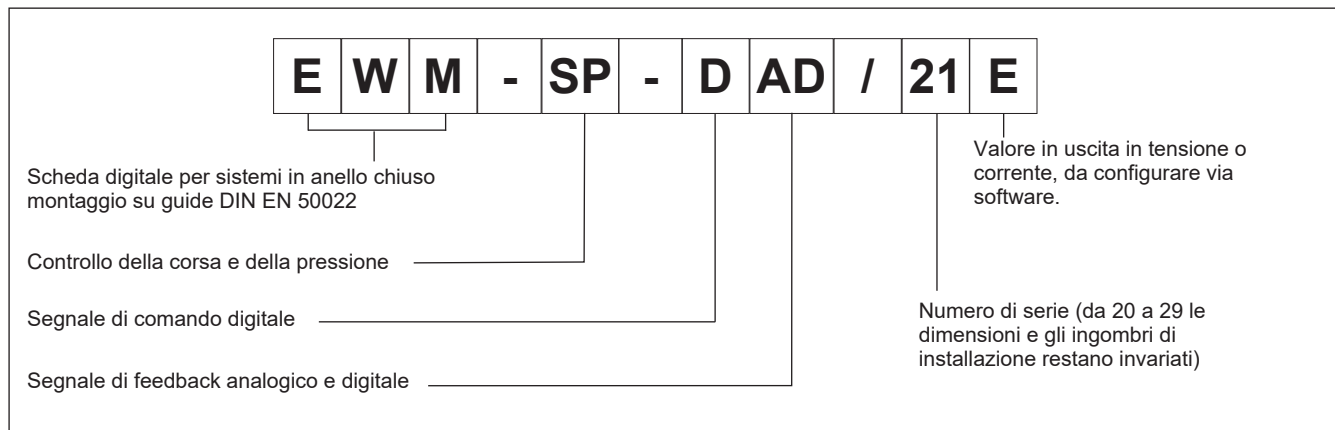 E W M - SP - D AD / 21 E
Scheda digitale per sistemi in anello chiuso
montaggio su guide DIN EN 50022
Controllo della corsa e della pressione
Segnale di comando digitale
Segnale di feedback analogico e digitale
Valore in uscita in tensione o
corrente, da configurare via
software.
Numero di serie (da 20 a 29 le
dimensioni e gli ingombri di
installazione restano invariati)